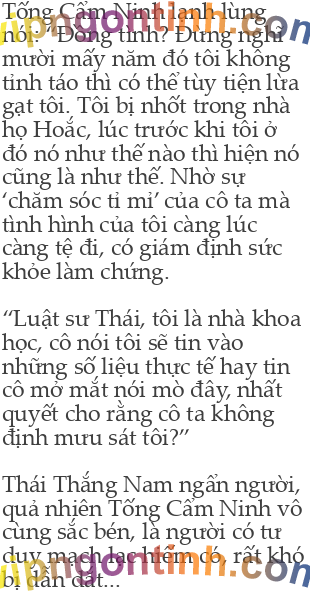 Tống Cẩm Ninh lạnh lùng
nói: "Đồng tình? Đừng nghĩ
mười mấy năm đó tôi không
tỉnh táo thì có thể tùy tiện lừa
gạt tôi. Tôi bị nhốt trong nhà
họ Hoắc, lúc trước khi tôi ở
đó nó như thế nào thì hiện nó
cũng là như thế. Nhờ sự
‘chăm sóc tỉ mỉ’ của cô ta mà
tình hình của tôi càng lúc
càng tệ đi, có giám định sức
khỏe làm chứng.
“Luật sư Thái, tôi là nhà khoa
học, cô nói tôi sẽ tin vào
những số liệu thực tế hay tin
cô mở mắt nói mò đây, nhất
quyết cho rằng cô ta không
định mưu sát tôi?”
Thái Thắng Nam ngẩn người,
quả nhiên Tống Cẩm Ninh vô
cùng sắc bén, là người có tư
duy mạch lạc hiếm có, rất khó
bị dẫn dắt...
vipngontinh.com
vipngontinh.com